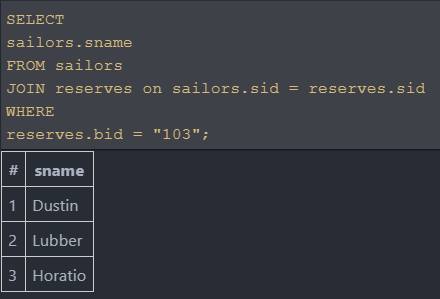 SELECT
sailors.sname
FROM sailors
JOIN reserves on sailors.sid = reserves.sid
WHERE
reserves.bid = "103";
# sname
1 Dustin
2 Lubber
3 Horatio